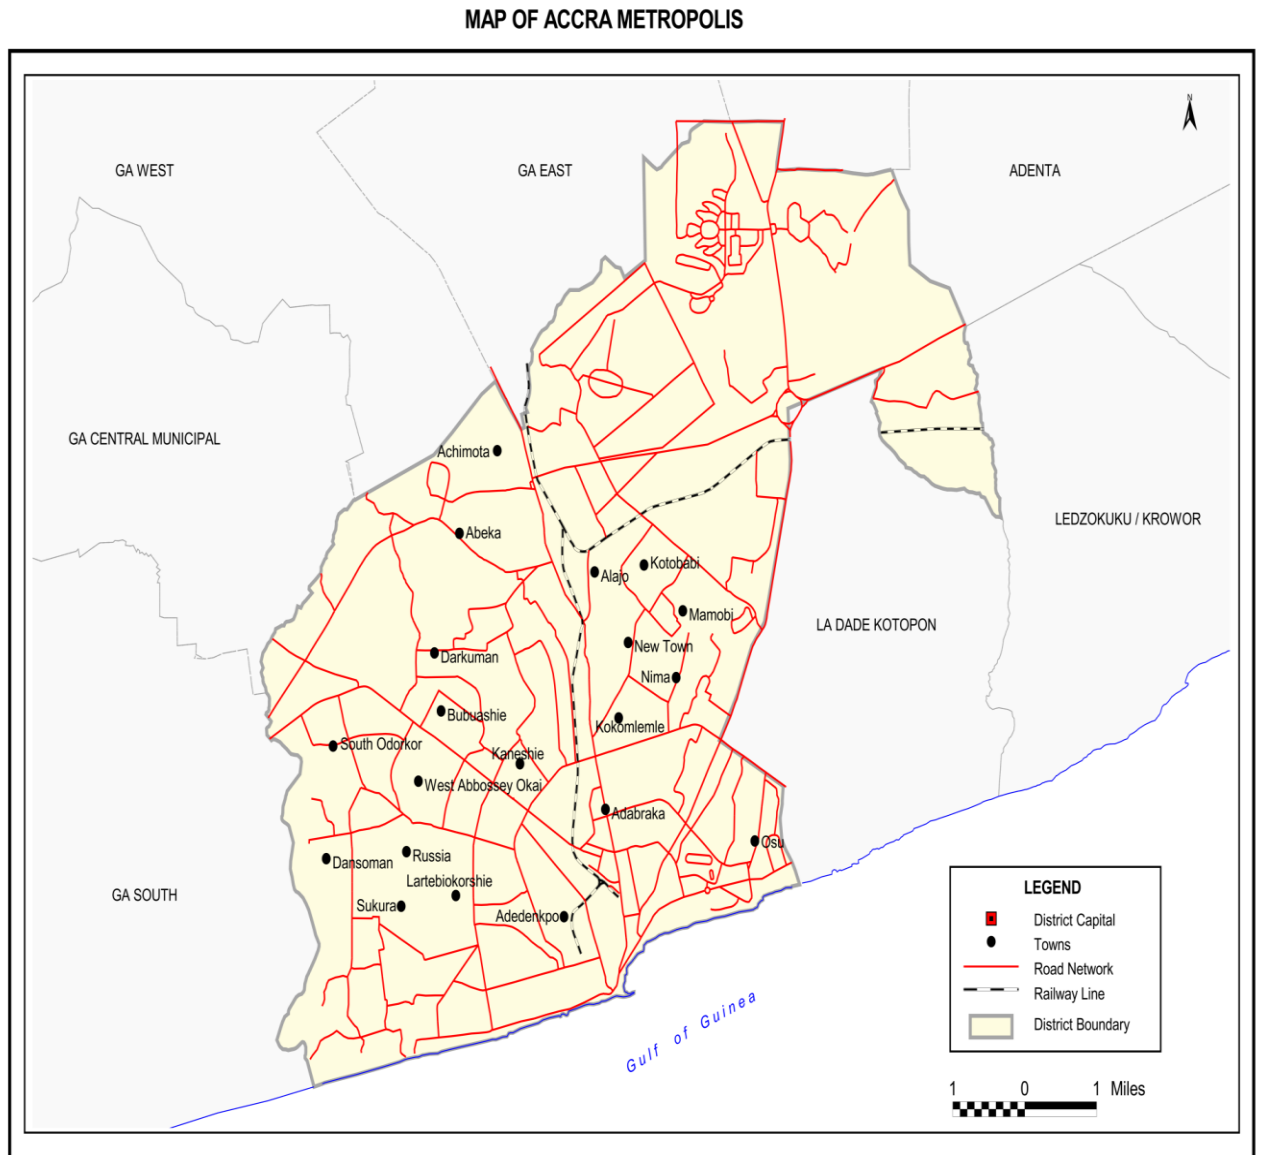 MAP OF ACCRA METROPOLIS
N
GA WEST
GA EAST
ADENTA
GA CENTRAL MUNICIPAL
Achimota
LEDZOKUKU / KROWOR
Abeka
Kotobabi
Alajo
Mamobi
LA DADE KOTOPON
New Town
Darkuman
Nima
Bubuashie
Kokomlemle
South Odorkor
Kaneshie
West Abbossey Okai
Adabraka
Osu
Russia
Dansoman
Lartebiokorshie
GA SOUTH
Sukura
Adedenkpo
Gulf of Guinea
LEGEND
District Capital
Towns
Road Network
Railway Line
District Boundary
1 0 1 Miles